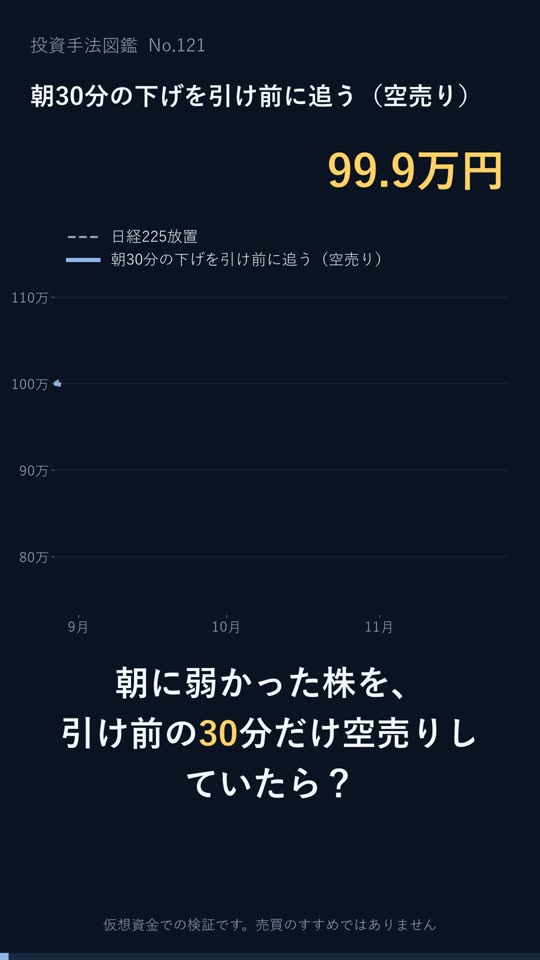 投資手法図鑑 No.121
朝30分の下げを引け前に追う（空売り）
99.9万円
日経225放置
朝30分の下げを引け前に追う（空売り）
110万
100万
90万
80万
9月 10月 11月
朝に弱かった株を、
引け前の30分だけ空売りし
ていたら？
仮想資金での検証です。売買のすすめではありません